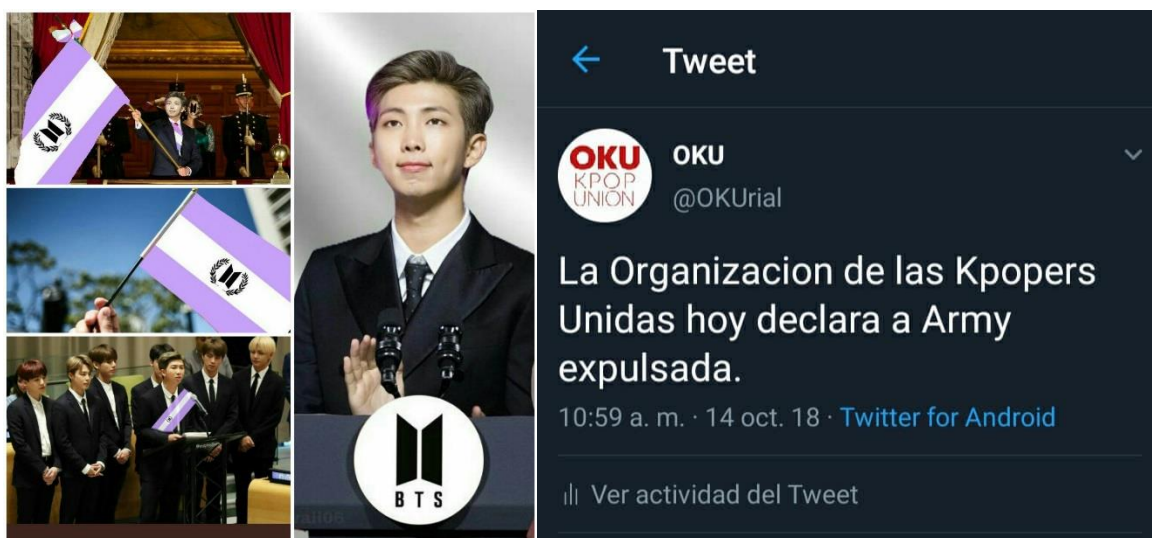 BTS
Tweet
OKU
KPOP
UNION
OKU
@OKUrial
La Organizacion de las Kpopers
Unidas hoy declara a Army
expulsada.
10:59 a. m. · 14 oct. 18 · Twitter for Android
Ver actividad del Tweet